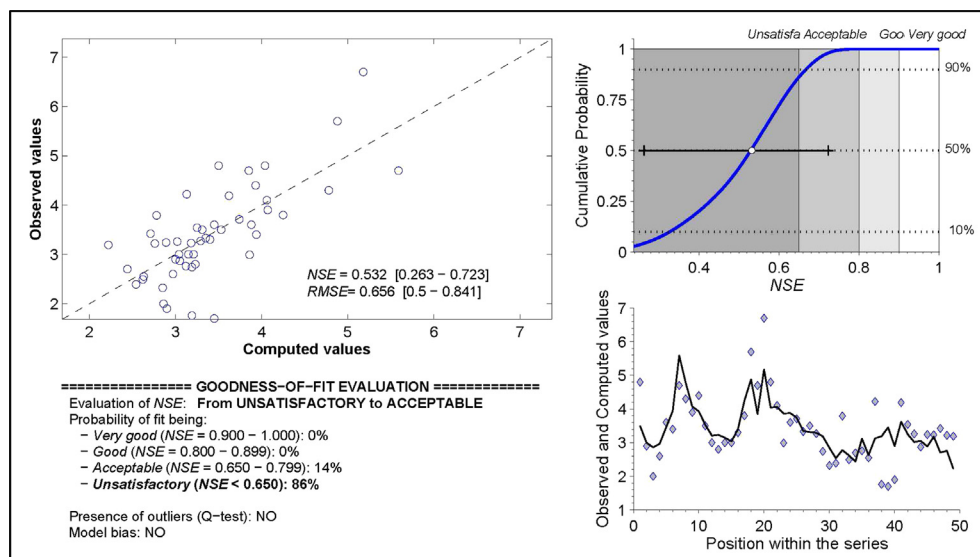 7
6
5
4
3
2
Observed values
2 3 4 5 6 7
Computed values
NSE = 0.532 [0.263 − 0.723]
RMSE= 0.656 [0.5 − 0.841]
Unsatisfa Acceptable Goo Very good
1
0.75
0.5
0.25
0
Cumulative Probability
90%
50%
10%
0.4 0.6 0.8 1
NSE
================ GOODNESS−OF−FIT EVALUATION =============
Evaluation of NSE: From UNSATISFACTORY to ACCEPTABLE
Probability of fit being:
− Very good (NSE = 0.900 − 1.000): 0%
− Good (NSE = 0.800 − 0.899): 0%
− Acceptable (NSE = 0.650 − 0.799): 14%
− Unsatisfactory (NSE < 0.650): 86%
Presence of outliers (Q−test): NO
Model bias: NO
7
6
5
4
3
2
1
Observed and Computed values
0 10 20 30 40 50
Position within the series